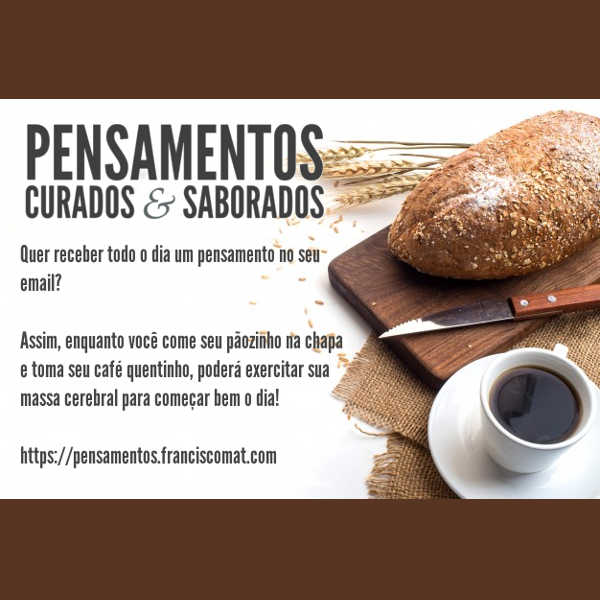 PENSAMENTOS
CURADOS & SABORADOS
Quer receber todo o dia um pensamento no seu
email?
Assim, enquanto você come seu pãozinho na chapa
e toma seu café quentinho, poderá exercitar sua
massa cerebral para começar bem o dia!
https://pensamentos.franciscomat.com